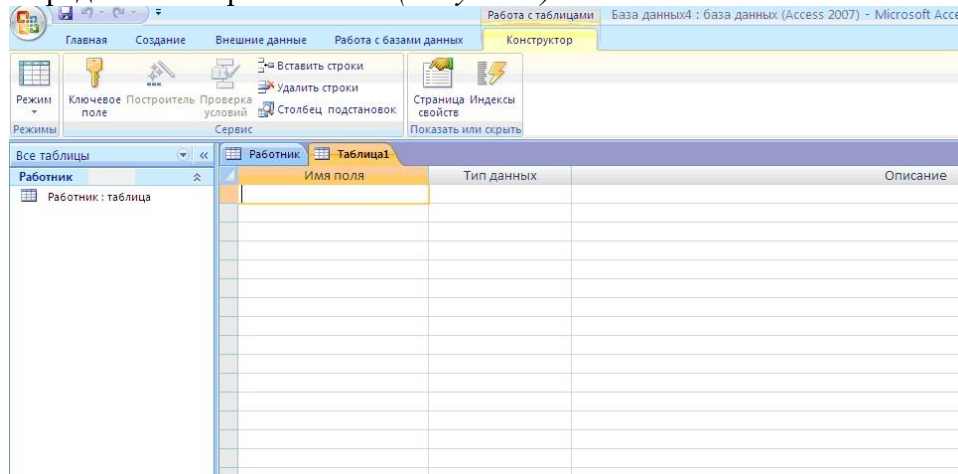 Работа с таблицами База данных4 : база данных (Access 2007) - Microsoft Acce
Главная Создание Внешние данные Работа с базами данных Конструктор
Режим
Ключевое поле
Построитель
Проверка условий
Вставить строки
Удалить строки
Столбец подстановок
Страница свойств
Индексы
Режимы Сервис Показать или скрыть
Все таблицы
Работник
Работник : таблица
Работник Таблица1
Имя поля Тип данных Описание